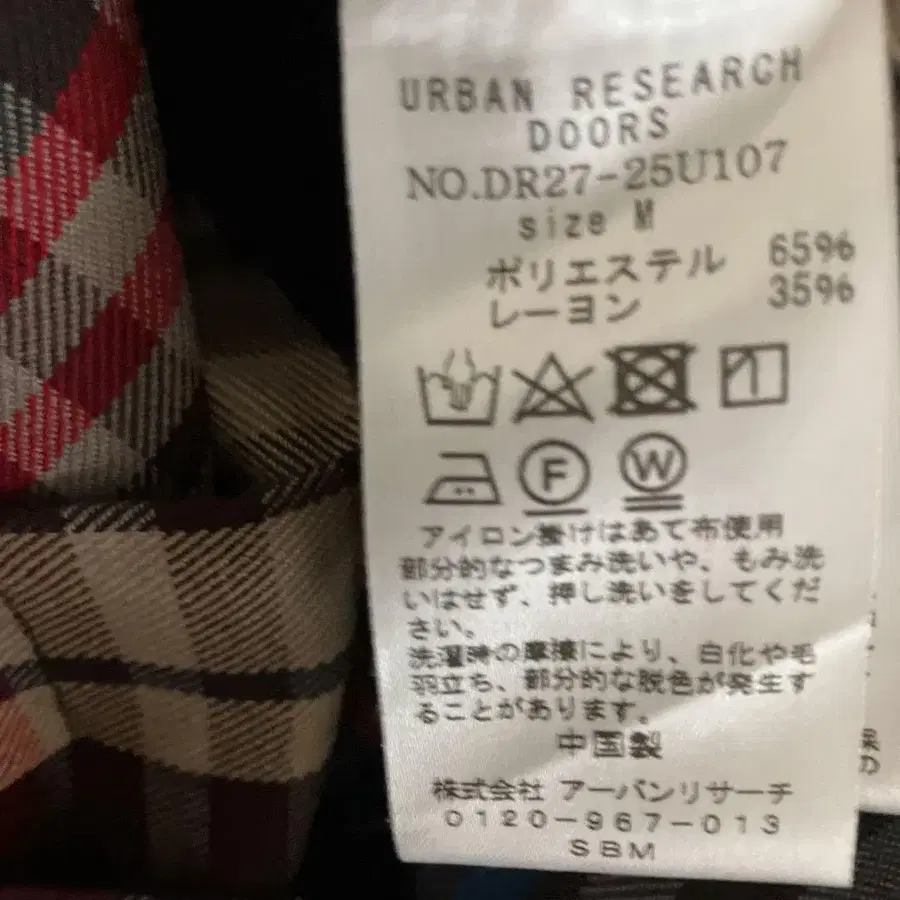 URBAN RESEARCH
DOORS
NO.DR27-25U107
size M
ポリエステル 65%
レーヨン 35%
F W
アイロン掛けはあて布使用
部分的なつまみ洗いや、もみ洗
いはせず、押し洗いをしてくだ
さい。
洗濯時の摩擦により、白化や毛
羽立ち、部分的な脱色が発生す
ることがあります。
中国製
株式会社 アーバンリサーチ
0120-967-013
SBM